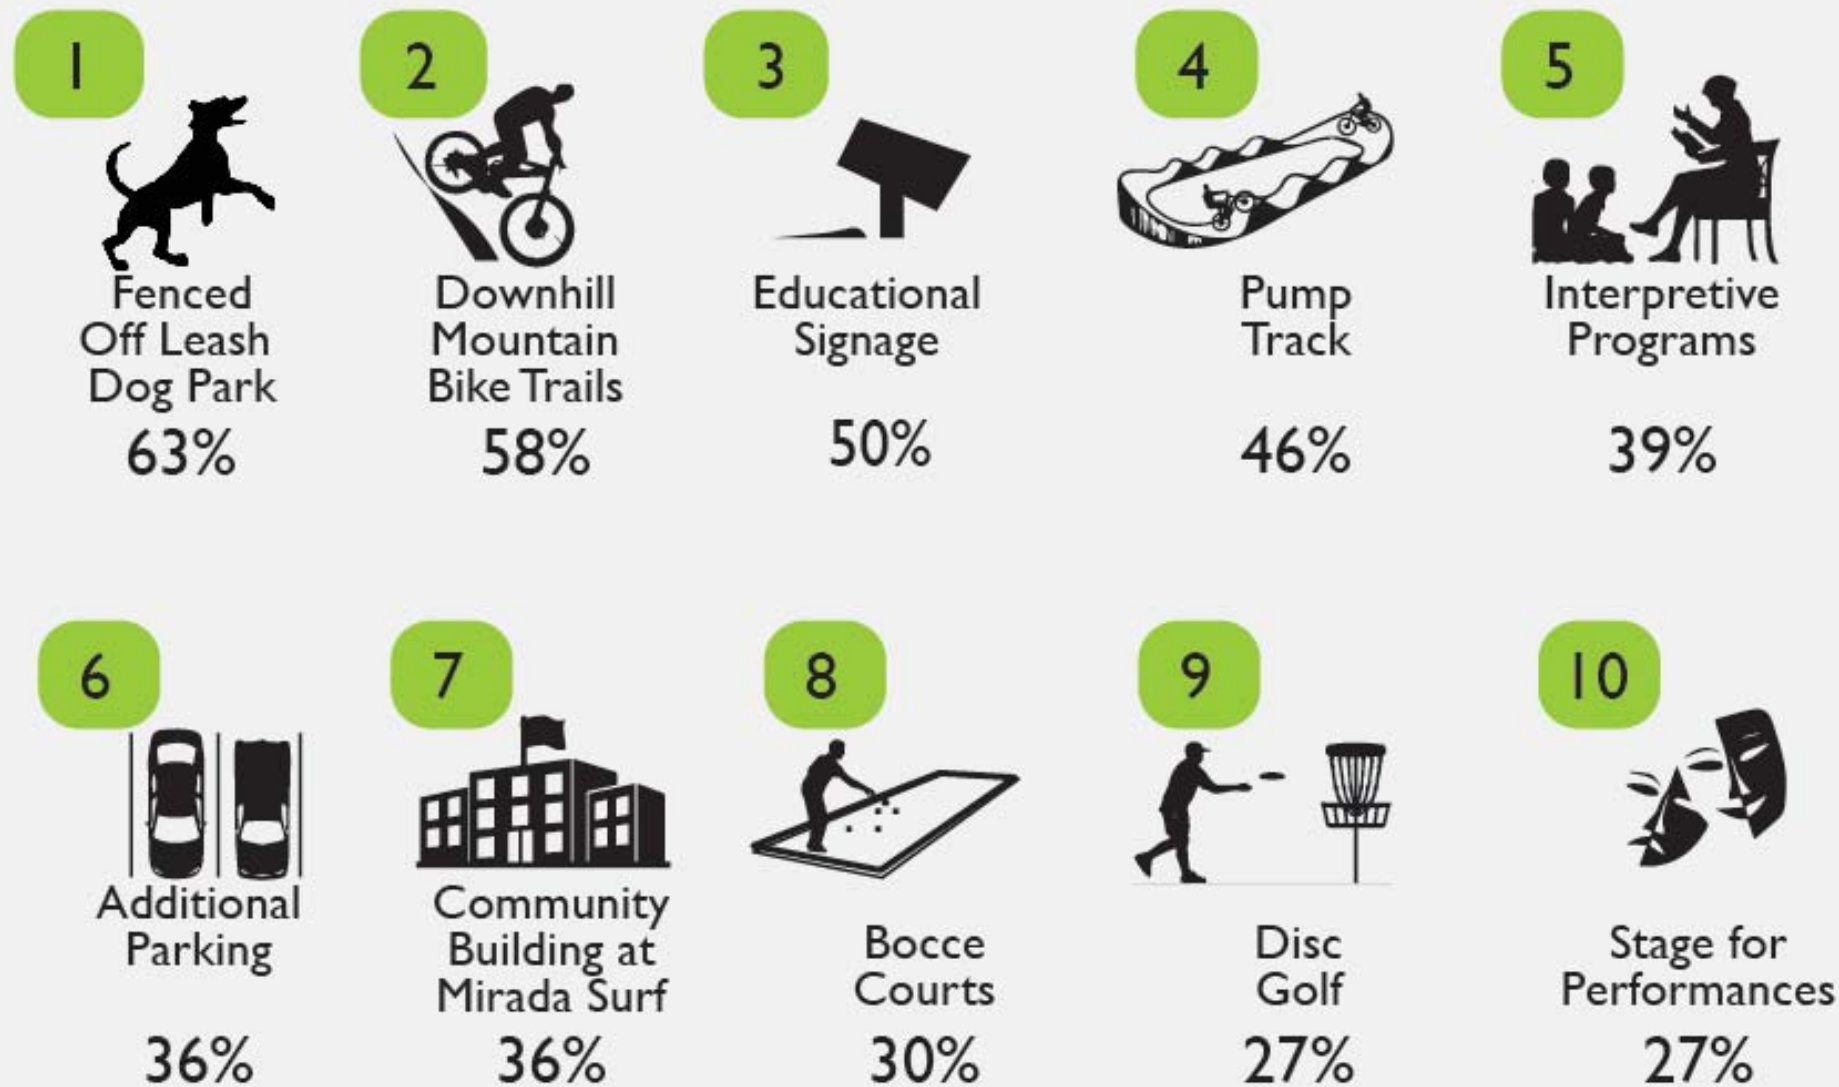 1
Fenced
Off Leash
Dog Park
63%
2
Downhill
Mountain
Bike Trails
58%
3
Educational
Signage
50%
4
Pump
Track
46%
5
Interpretive
Programs
39%
6
Additional
Parking
36%
7
Community
Building at
Mirada Surf
36%
8
Bocce
Courts
30%
9
Disc
Golf
27%
10
Stage for
Performances
27%